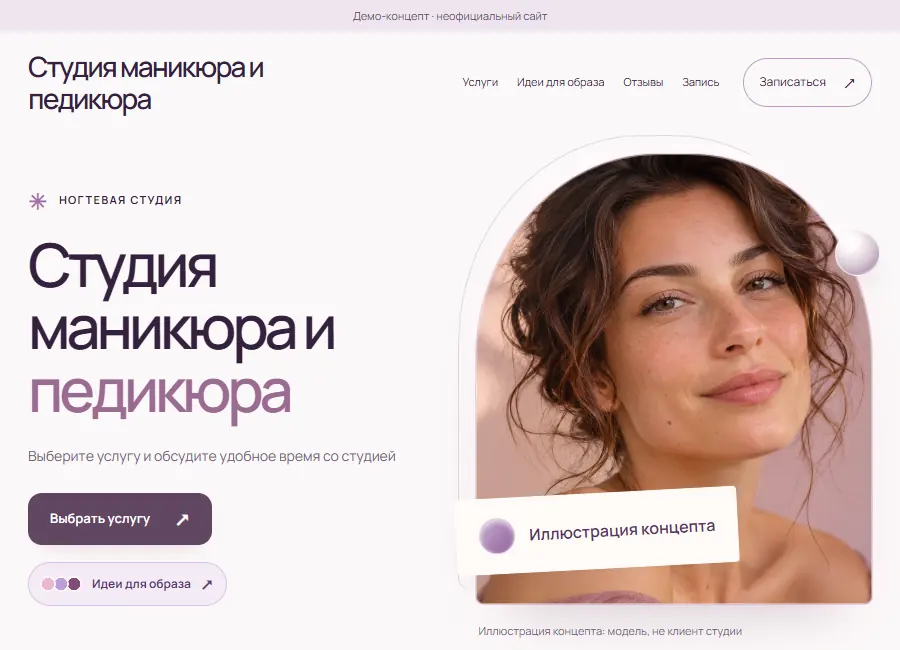 Демо-концепт · неофициальный сайт
Студия маникюра и
педикюра
Услуги
Идеи для образа
Отзывы
Запись
Записаться ↗
НОГТЕВАЯ СТУДИЯ
Студия
маникюра и
педикюра
Выберите услугу и обсудите удобное время со студией
Выбрать услугу ↗
Идеи для образа ↗
Иллюстрация концепта
Иллюстрация концепта: модель, не клиент студии